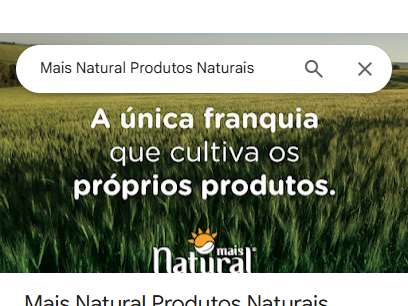 Mais Natural Produtos Naturais
A única franquia
que cultiva os
próprios produtos.
mais
Natural
Mais Natural Produtos Naturais